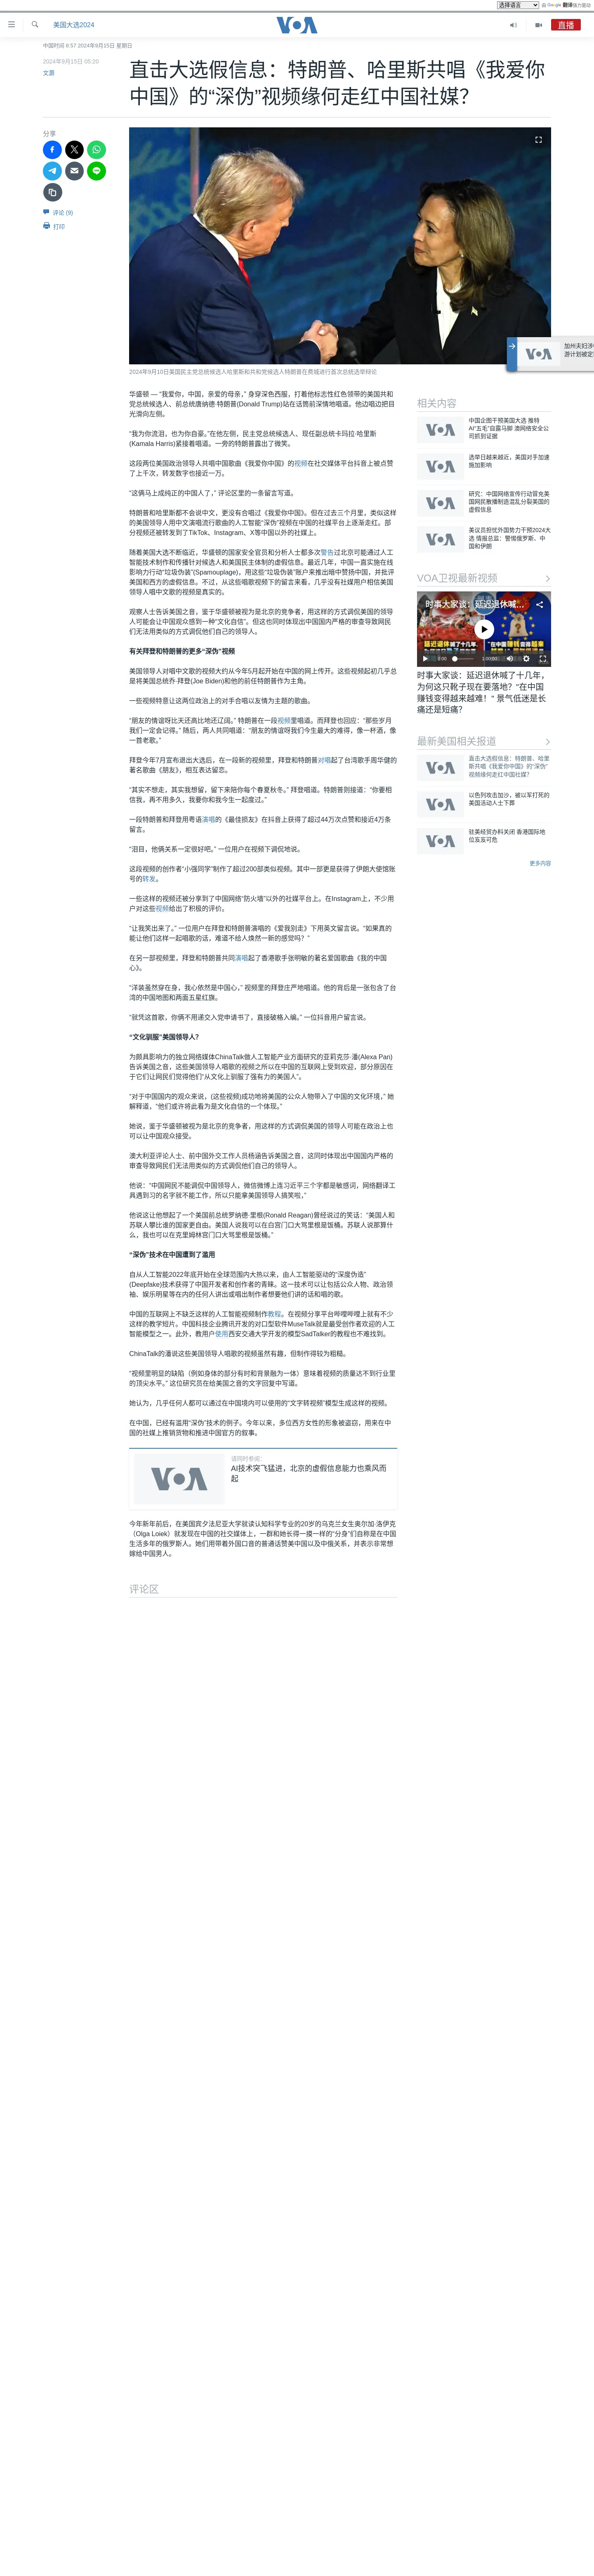 选择语言
由 Google 翻译强力驱动
美国大选2024
VOA
直播
中国时间 6:57 2024年9月15日 星期日
2024年9月15日 05:20
文灏
直击大选假信息：特朗普、哈里斯共唱《我爱你
中国》的“深伪”视频缘何走红中国社媒？
分享
评论 (9)
打印
2024年9月10日美国民主党总统候选人哈里斯和共和党候选人特朗普在费城进行首次总统选举辩论
加州夫妇涉
游计划被定
华盛顿 — “我爱你，中国，亲爱的母亲，” 身穿深色西服，打着他标志性红色领带的美国共和
党总统候选人、前总统唐纳德·特朗普(Donald Trump)站在话筒前深情地唱道。他边唱边把目
光滑向左侧。
“我为你流泪，也为你自豪。”在他左侧，民主党总统候选人、现任副总统卡玛拉·哈里斯
(Kamala Harris)紧接着唱道。一旁的特朗普露出了微笑。
这段两位美国政治领导人共唱中国歌曲《我爱你中国》的视频在社交媒体平台抖音上被点赞
了上千次，转发数字也接近一万。
“这俩马上成纯正的中国人了，” 评论区里的一条留言写道。
特朗普和哈里斯都不会说中文，更没有合唱过《我爱你中国》。但在过去三个月里，类似这样
的美国领导人用中文演唱流行歌曲的人工智能“深伪”视频在中国的社媒平台上逐渐走红。部
分视频还被转发到了TikTok、Instagram、X等中国以外的社媒上。
随着美国大选不断临近，华盛顿的国家安全官员和分析人士都多次警告过北京可能通过人工
智能技术制作和传播针对候选人和美国民主体制的虚假信息。最近几年，中国一直实施在线
影响力行动“垃圾伪装”(Spamouplage)，用这些“垃圾伪装”账户来推出暗中赞扬中国，并批评
美国和西方的虚假信息。不过，从这些唱歌视频下的留言来看，几乎没有社媒用户相信美国
领导人唱中文歌的视频是真实的。
观察人士告诉美国之音，鉴于华盛顿被视为是北京的竞争者，用这样的方式调侃美国的领导
人可能会让中国观众感到一种“文化自信”。但这也同时体现出中国国内严格的审查导致网民
们无法用类似的方式调侃他们自己的领导人。
有关拜登和特朗普的更多“深伪”视频
美国领导人对唱中文歌的视频大约从今年5月起开始在中国的网上传开。这些视频起初几乎总
是将美国总统乔·拜登(Joe Biden)和他的前任特朗普作为主角。
一些视频特意让这两位政治上的对手合唱以友情为主题的歌曲。
“朋友的情谊呀比天还高比地还辽阔。” 特朗普在一段视频里唱道。而拜登也回应：“那些岁月
我们一定会记得。” 随后，两人共同唱道：“朋友的情谊呀我们今生最大的难得，像一杯酒，像
一首老歌。”
拜登今年7月宣布退出大选后，在一段新的视频里，拜登和特朗普对唱起了台湾歌手周华健的
著名歌曲《朋友》，相互表达留恋。
“其实不想走，其实我想留，留下来陪你每个春夏秋冬。” 拜登唱道。特朗普则接道：“你要相
信我，再不用多久，我要你和我今生一起度过。”
一段特朗普和拜登用粤语演唱的《最佳损友》在抖音上获得了超过44万次点赞和接近4万条
留言。
“泪目，他俩关系一定很好吧。” 一位用户在视频下调侃地说。
这段视频的创作者“小强同学”制作了超过200部类似视频。其中一部更是获得了伊朗大使馆账
号的转发。
一些这样的视频还被分享到了中国网络“防火墙”以外的社媒平台上。在Instagram上，不少用
户对这些视频给出了积极的评价。
“让我笑出来了。” 一位用户在拜登和特朗普演唱的《爱我别走》下用英文留言说。“如果真的
能让他们这样一起唱歌的话，难道不给人焕然一新的感觉吗？ ”
在另一部视频里，拜登和特朗普共同演唱起了香港歌手张明敏的著名爱国歌曲《我的中国
心》。
“洋装虽然穿在身，我心依然是中国心，” 视频里的拜登庄严地唱道。他的背后是一张包含了台
湾的中国地图和两面五星红旗。
“就凭这首歌，你俩不用递交入党申请书了，直接破格入编。” 一位抖音用户留言说。
“文化驯服”美国领导人？
为颇具影响力的独立网络媒体ChinaTalk做人工智能产业方面研究的亚莉克莎·潘(Alexa Pan)
告诉美国之音，这些美国领导人唱歌的视频之所以在中国的互联网上受到欢迎，部分原因在
于它们让网民们觉得他们“从文化上驯服了强有力的美国人”。
“对于中国国内的观众来说，(这些视频)成功地将美国的公众人物带入了中国的文化环境，” 她
解释道，“他们或许将此看为是文化自信的一个体现。”
她说，鉴于华盛顿被视为是北京的竞争者，用这样的方式调侃美国的领导人可能在政治上也
可以让中国观众接受。
澳大利亚评论人士、前中国外交工作人员杨涵告诉美国之音，这同时体现出中国国内严格的
审查导致网民们无法用类似的方式调侃他们自己的领导人。
他说：“中国网民不能调侃中国领导人，微信微博上连习近平三个字都是敏感词，网络翻译工
具遇到习的名字就不能工作，所以只能拿美国领导人搞笑啦，”
他说这让他想起了一个美国前总统罗纳德·里根(Ronald Reagan)曾经说过的笑话：“美国人和
苏联人攀比谁的国家更自由。美国人说我可以在白宫门口大骂里根是饭桶。苏联人说那算什
么，我也可以在克里姆林宫门口大骂里根是饭桶。”
“深伪”技术在中国遭到了滥用
自从人工智能2022年底开始在全球范围内大热以来，由人工智能驱动的“深度伪造”
(Deepfake)技术获得了中国开发者和创作者的青睐。这一技术可以让包括公众人物、政治领
袖、娱乐明星等在内的任何人讲出或唱出制作者想要他们讲的话和唱的歌。
中国的互联网上不缺乏这样的人工智能视频制作教程。在视频分享平台哔哩哔哩上就有不少
这样的教学短片。中国科技企业腾讯开发的对口型软件MuseTalk就是最受创作者欢迎的人工
智能模型之一。此外，教用户使用西安交通大学开发的模型SadTalker的教程也不难找到。
ChinaTalk的潘说这些美国领导人唱歌的视频虽然有趣，但制作得较为粗糙。
“视频里明显的缺陷（例如身体的部分有时和背景融为一体）意味着视频的质量达不到行业里
的顶尖水平。” 这位研究员在给美国之音的文字回复中写道。
她认为，几乎任何人都可以通过在中国境内可以使用的“文字转视频”模型生成这样的视频。
在中国，已经有滥用“深伪”技术的例子。今年以来，多位西方女性的形象被盗窃，用来在中
国的社媒上推销货物和推进中国官方的叙事。
VOA
请同时参阅：
AI技术突飞猛进，北京的虚假信息能力也乘风而
起
今年新年前后，在美国宾夕法尼亚大学就读认知科学专业的20岁的乌克兰女生奥尔加·洛伊克
（Olga Loiek）就发现在中国的社交媒体上，一群和她长得一摸一样的“分身”们自称是在中国
生活多年的俄罗斯人。她们用带着外国口音的普通话赞美中国以及中俄关系，并表示非常想
嫁给中国男人。
评论区
相关内容
中国企图干预美国大选 推特
AI“五毛”自露马脚 澳网络安全公
司抓到证据
选举日越来越近，美国对手加速
施加影响
研究：中国网络宣传行动冒充美
国网民散播制造混乱分裂美国的
虚假信息
美议员担忧外国势力干预2024大
选 情报总监：警惕俄罗斯、中
国和伊朗
VOA卫视最新视频
时事大家谈：延迟退休喊…
0:00
1:00:00
时事大家谈：延迟退休喊了十几年，
为何这只靴子现在要落地？"在中国
赚钱变得越来越难！" 景气低迷是长
痛还是短痛？
最新美国相关报道
直击大选假信息：特朗普、哈里
斯共唱《我爱你中国》的“深伪”
视频缘何走红中国社媒？
以色列攻击加沙，被以军打死的
美国活动人士下葬
驻美经贸办料关闭 香港国际地
位岌岌可危
更多内容